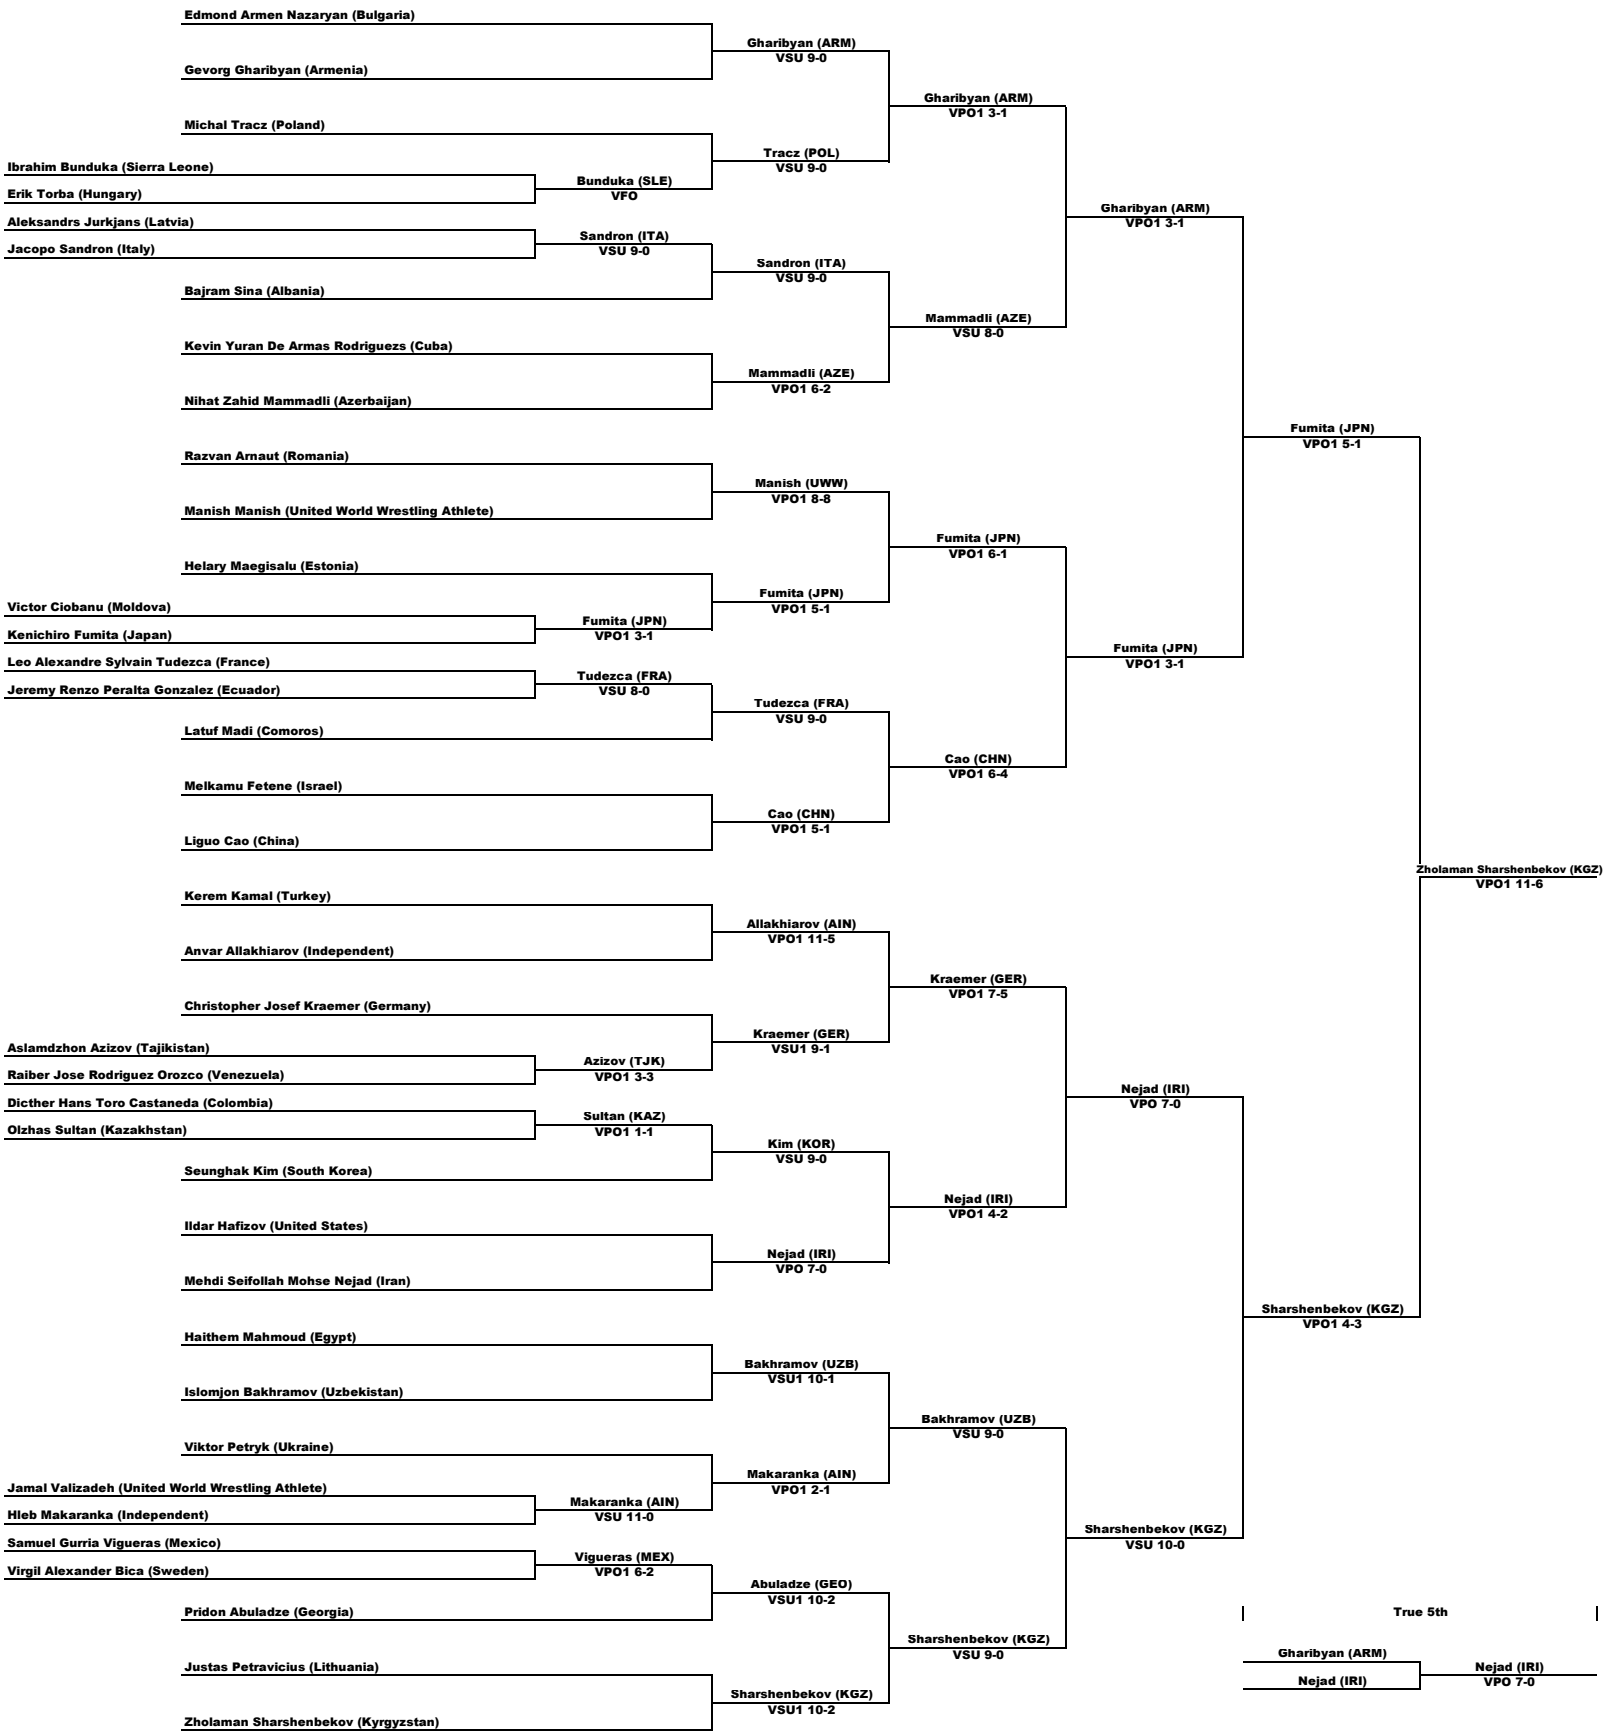 Edmond Armen Nazaryan (Bulgaria)
Gharibyan (ARM)
VSU 9-0
Gevorg Gharibyan (Armenia)
Gharibyan (ARM)
VPO1 3-1
Michal Tracz (Poland)
Tracz (POL)
VSU 9-0
Ibrahim Bunduka (Sierra Leone)
Bunduka (SLE)
VFO
Erik Torba (Hungary)
Gharibyan (ARM)
VPO1 3-1
Aleksandrs Jurkjans (Latvia)
Sandron (ITA)
VSU 9-0
Jacopo Sandron (Italy)
Sandron (ITA)
VSU 9-0
Bajram Sina (Albania)
Mammadli (AZE)
VSU 8-0
Kevin Yuran De Armas Rodriguezs (Cuba)
Mammadli (AZE)
VPO1 6-2
Nihat Zahid Mammadli (Azerbaijan)
Fumita (JPN)
VPO1 5-1
Razvan Arnaut (Romania)
Manish (UWW)
VPO1 8-8
Manish Manish (United World Wrestling Athlete)
Fumita (JPN)
VPO1 6-1
Helary Maegisalu (Estonia)
Fumita (JPN)
VPO1 5-1
Victor Ciobanu (Moldova)
Fumita (JPN)
VPO1 3-1
Kenichiro Fumita (Japan)
Fumita (JPN)
VPO1 3-1
Leo Alexandre Sylvain Tudezca (France)
Tudezca (FRA)
VSU 8-0
Jeremy Renzo Peralta Gonzalez (Ecuador)
Tudezca (FRA)
VSU 9-0
Latuf Madi (Comoros)
Cao (CHN)
VPO1 6-4
Melkamu Fetene (Israel)
Cao (CHN)
VPO1 5-1
Liguo Cao (China)
Zholaman Sharshenbekov (KGZ)
VPO1 11-6
Kerem Kamal (Turkey)
Allakhiarov (AIN)
VPO1 11-5
Anvar Allakhiarov (Independent)
Kraemer (GER)
VPO1 7-5
Christopher Josef Kraemer (Germany)
Kraemer (GER)
VSU1 9-1
Aslamdzhon Azizov (Tajikistan)
Azizov (TJK)
VPO1 3-3
Raiber Jose Rodriguez Orozco (Venezuela)
Nejad (IRI)
VPO 7-0
Dicther Hans Toro Castaneda (Colombia)
Sultan (KAZ)
VPO1 1-1
Olzhas Sultan (Kazakhstan)
Kim (KOR)
VSU 9-0
Seunghak Kim (South Korea)
Nejad (IRI)
VPO1 4-2
Ildar Hafizov (United States)
Nejad (IRI)
VPO 7-0
Mehdi Seifollah Mohse Nejad (Iran)
Sharshenbekov (KGZ)
VPO1 4-3
Haithem Mahmoud (Egypt)
Bakhramov (UZB)
VSU1 10-1
Islomjon Bakhramov (Uzbekistan)
Bakhramov (UZB)
VSU 9-0
Viktor Petryk (Ukraine)
Makaranka (AIN)
VPO1 2-1
Jamal Valizadeh (United World Wrestling Athlete)
Makaranka (AIN)
VSU 11-0
Hleb Makaranka (Independent)
Sharshenbekov (KGZ)
VSU 10-0
Samuel Gurria Vigueras (Mexico)
Vigueras (MEX)
VPO1 6-2
Virgil Alexander Bica (Sweden)
Abuladze (GEO)
VSU1 10-2
Pridon Abuladze (Georgia)
Sharshenbekov (KGZ)
VSU 9-0
Justas Petravicius (Lithuania)
Sharshenbekov (KGZ)
VSU1 10-2
Zholaman Sharshenbekov (Kyrgyzstan)
True 5th
Gharibyan (ARM)
Nejad (IRI)
Nejad (IRI)
VPO 7-0